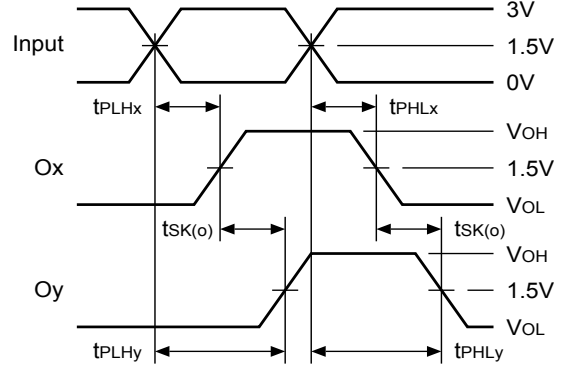 3V
Input
1.5V
0V
tPLHx
tPHLx
VOH
Ox
1.5V
VOL
tSK(o)
tSK(o)
VOH
Oy
1.5V
VOL
tPLHy
tPHLy